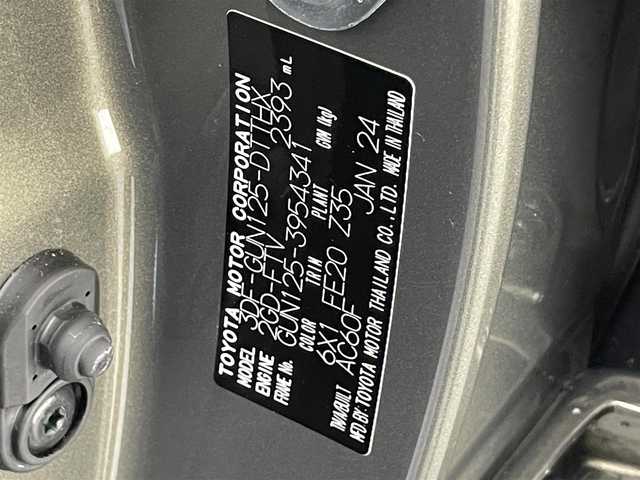 TOYOTA MOTOR CORPORATION
MODEL 3DF-GUN125-DTTHX
ENGINE 2GD-FTV 2393 mL
FRAME No. GUN125-3954341
COLOR TRIM PLANT GVM (kg)
6X1 FE20 Z35
T/M/A/BUILT AC60F JAN 24
MFD BY: TOYOTA MOTOR THAILAND CO., LTD. MADE IN THAILAND